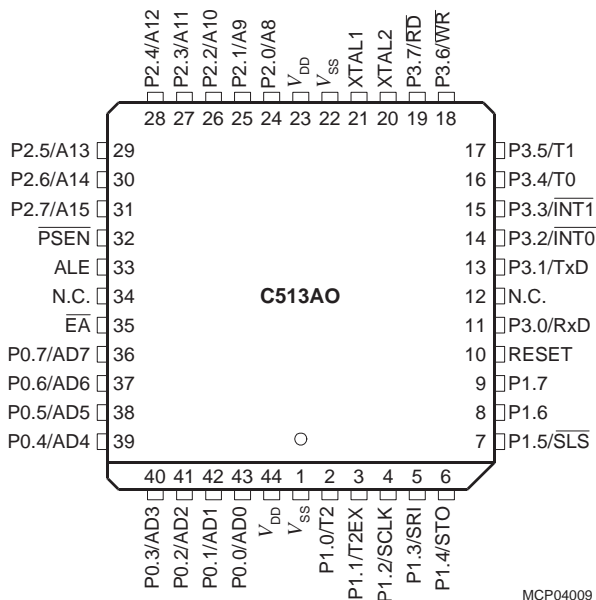 P2.4/A12
P2.3/A11
P2.2/A10
P2.1/A9
P2.0/A8
VDD
VSS
XTAL1
XTAL2
P3.7/R̅D̅
P3.6/W̅R̅
28 27 26 25 24 23 22 21 20 19 18
P2.5/A13 29 17 P3.5/T1
P2.6/A14 30 16 P3.4/T0
P2.7/A15 31 15 P3.3/I̅N̅T̅1̅
P̅S̅E̅N̅ 32 14 P3.2/I̅N̅T̅0̅
ALE 33 13 P3.1/TxD
N.C. 34 C513AO 12 N.C.
E̅A̅ 35 11 P3.0/RxD
P0.7/AD7 36 10 RESET
P0.6/AD6 37 9 P1.7
P0.5/AD5 38 8 P1.6
P0.4/AD4 39 7 P1.5/S̅L̅S̅
40 41 42 43 44 1 2 3 4 5 6
P0.3/AD3
P0.2/AD2
P0.1/AD1
P0.0/AD0
VDD
VSS
P1.0/T2
P1.1/T2EX
P1.2/SCLK
P1.3/SRI
P1.4/STO
MCP04009